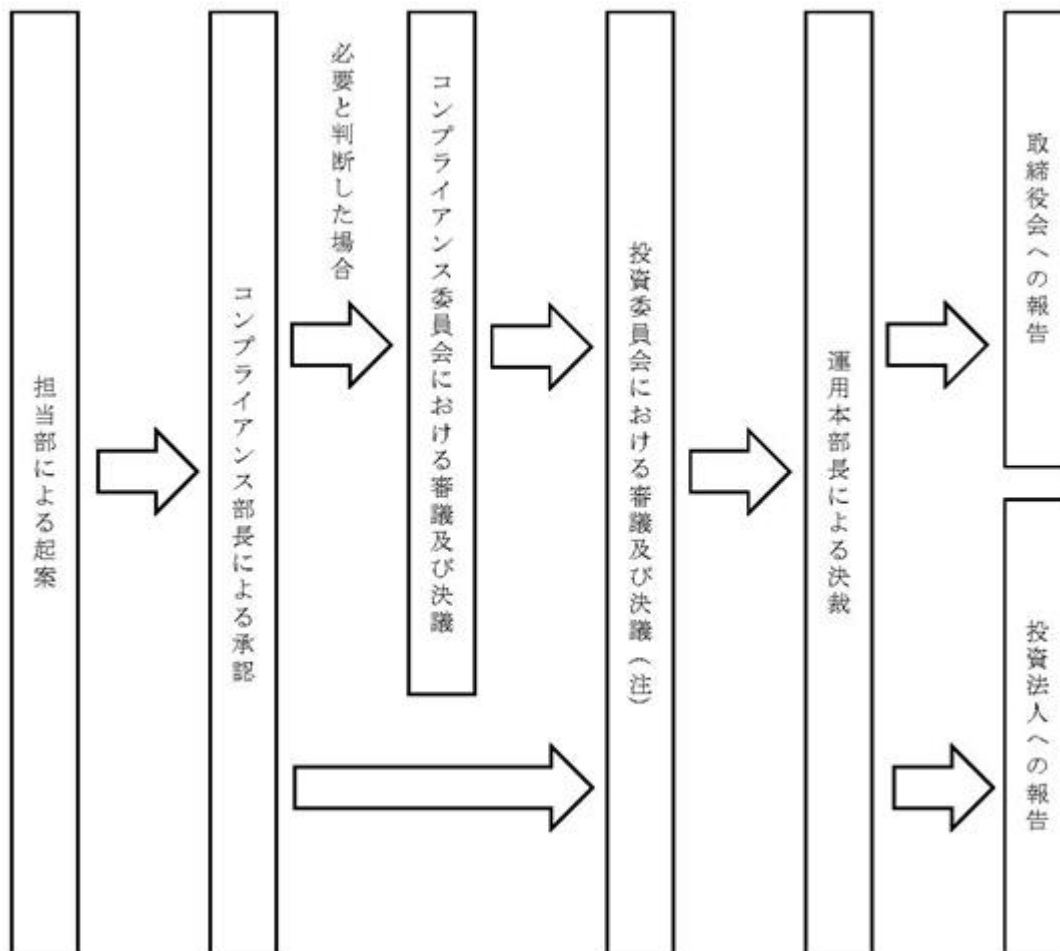 担当部による起案
コンプライアンス部長による承認
必要と判断した場合
コンプライアンス委員会における審議及び決議
投資委員会における審議及び決議（注）
運用本部長による決裁
取締役会への報告
投資法人への報告